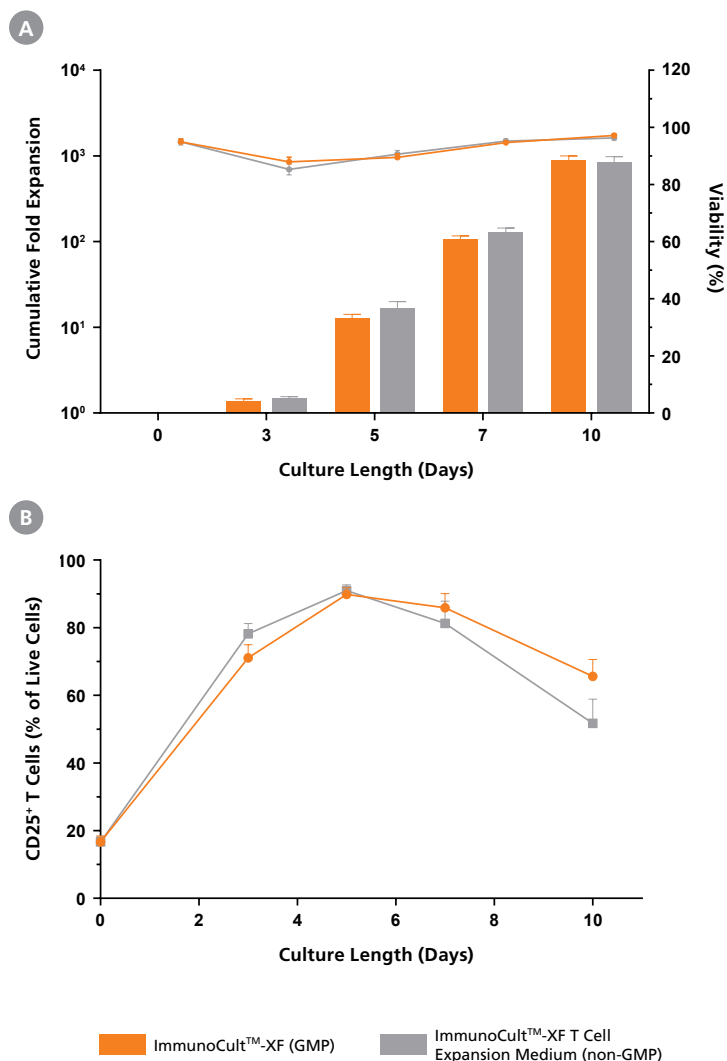 A
10⁴
10³
10²
10¹
10⁰
Cumulative Fold Expansion
120
100
80
60
40
20
0
Viability (%)
0 3 5 7 10
Culture Length (Days)
B
100
80
60
40
20
0
CD25⁺ T Cells (% of Live Cells)
0 2 4 6 8 10
Culture Length (Days)
ImmunoCult™-XF (GMP)
ImmunoCult™-XF T Cell
Expansion Medium (non-GMP)